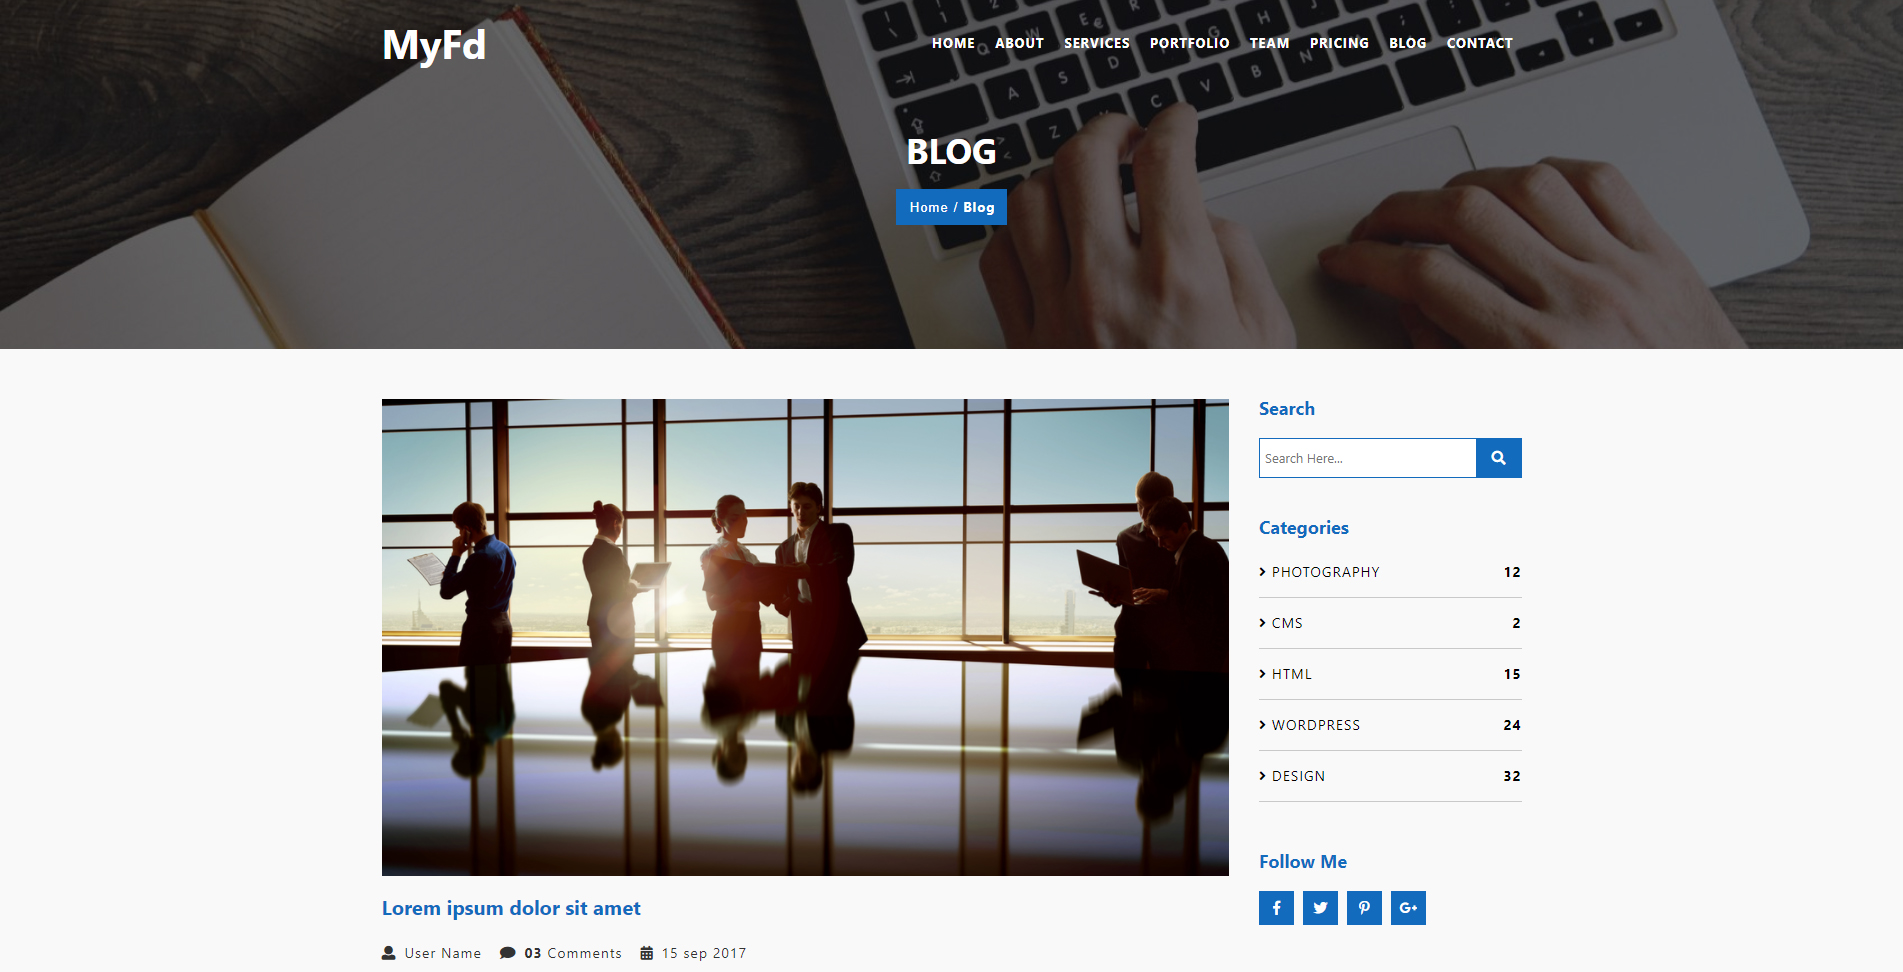 MyFd
HOME ABOUT SERVICES PORTFOLIO TEAM PRICING BLOG CONTACT
BLOG
Home / Blog
Search
Search Here...
Categories
PHOTOGRAPHY 12
CMS 2
HTML 15
WORDPRESS 24
DESIGN 32
Follow Me
Lorem ipsum dolor sit amet
User Name 03 Comments 15 sep 2017